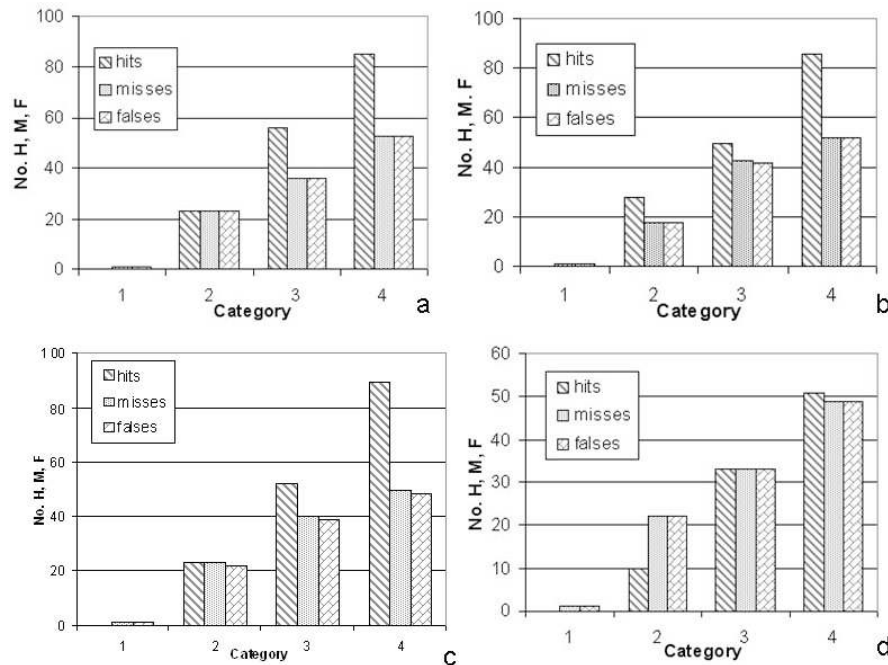 100
80
60
40
20
0
No. H, M, F
hits
misses
falses
1 2 3 4
Category
a
100
80
60
40
20
0
No. H, M. F
hits
misses
falses
1 2 3 4
Category
b
100
80
60
40
20
0
No. H, M, F
hits
misses
falses
1 2 3 4
Category
c
60
50
40
30
20
10
0
No. H, M, F
hits
misses
falses
1 2 3 4
Category
d